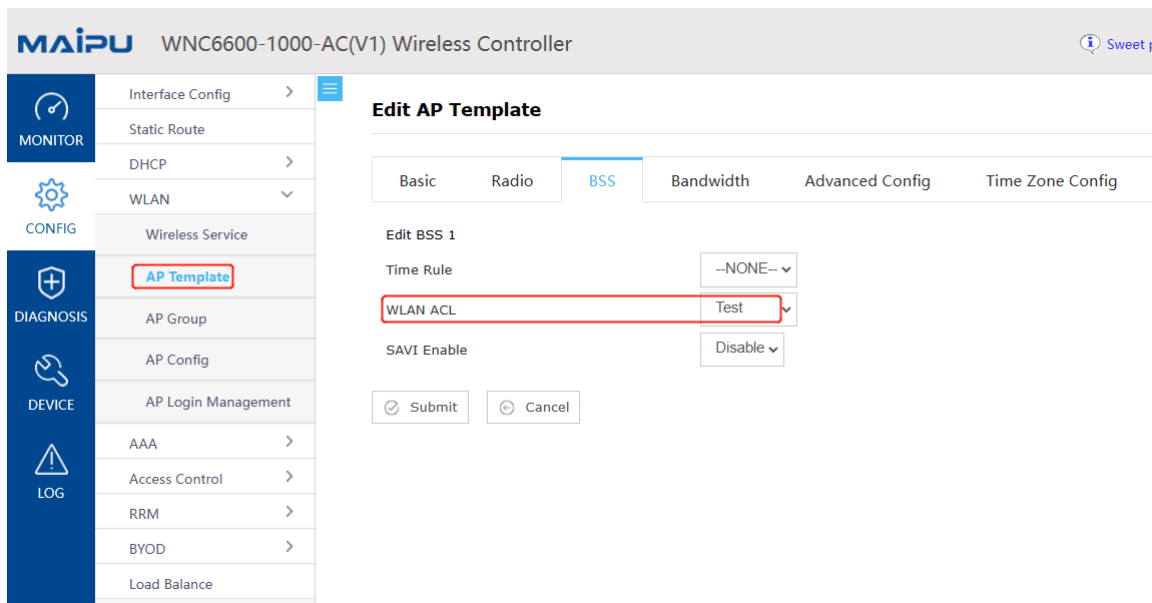 MAIPU WNC6600-1000-AC(V1) Wireless Controller
Sweet
MONITOR
CONFIG
DIAGNOSIS
DEVICE
LOG
Interface Config
Static Route
DHCP
WLAN
Wireless Service
AP Template
AP Group
AP Config
AP Login Management
AAA
Access Control
RRM
BYOD
Load Balance
Edit AP Template
Basic Radio BSS Bandwidth Advanced Config Time Zone Config
Edit BSS 1
Time Rule --NONE--
WLAN ACL Test
SAVI Enable Disable
Submit Cancel